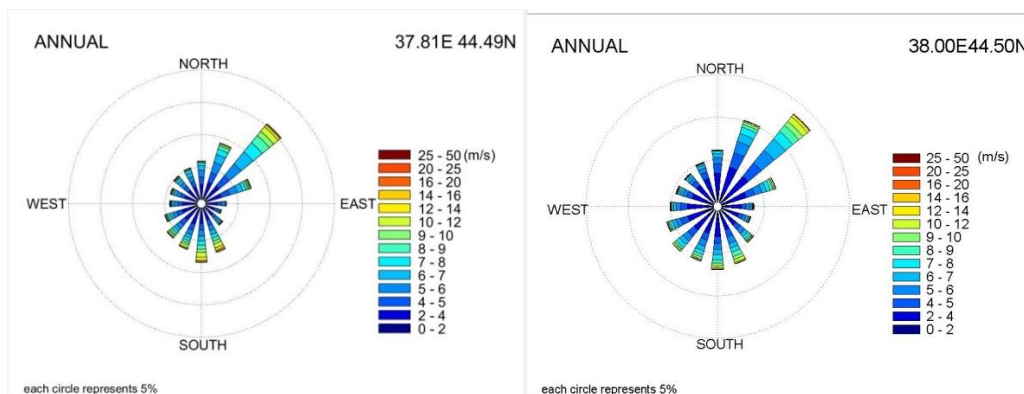 ANNUAL 37.81E 44.49N
NORTH
25 - 50 (m/s)
20 - 25
16 - 20
14 - 16
12 - 14
10 - 12
9 - 10
8 - 9
7 - 8
6 - 7
5 - 6
4 - 5
2 - 4
0 - 2
WEST EAST
SOUTH
each circle represents 5%
ANNUAL 38.00E44.50N
NORTH
25 - 50 (m/s)
20 - 25
16 - 20
14 - 16
12 - 14
10 - 12
9 - 10
8 - 9
7 - 8
6 - 7
5 - 6
4 - 5
2 - 4
0 - 2
WEST EAST
SOUTH
each circle represents 5%